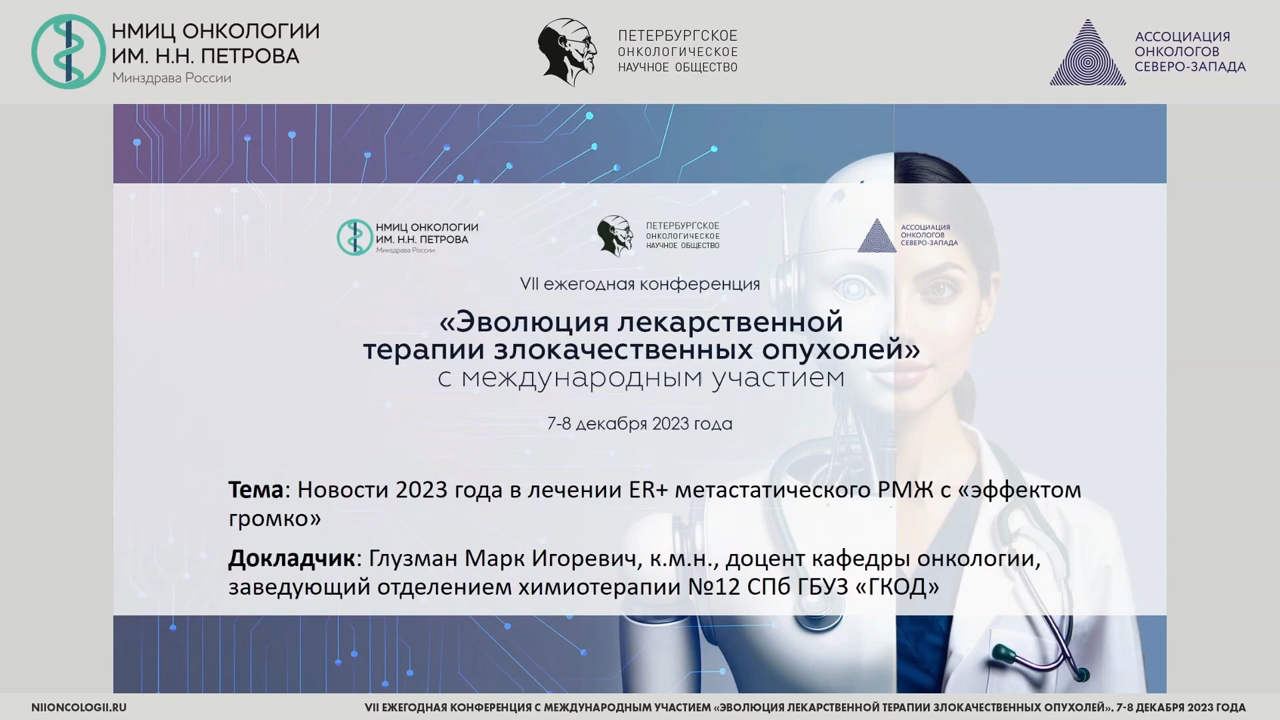 НМИЦ ОНКОЛОГИИ
ИМ. Н.Н. ПЕТРОВА
Минздрава России
ПЕТЕРБУРГСКОЕ
ОНКОЛОГИЧЕСКОЕ
НАУЧНОЕ ОБЩЕСТВО
АССОЦИАЦИЯ
ОНКОЛОГОВ
СЕВЕРО-ЗАПАДА
НМИЦ ОНКОЛОГИИ
ИМ. Н.Н. ПЕТРОВА
Минздрава России
ПЕТЕРБУРГСКОЕ
ОНКОЛОГИЧЕСКОЕ
НАУЧНОЕ ОБЩЕСТВО
АССОЦИАЦИЯ
ОНКОЛОГОВ
СЕВЕРО-ЗАПАДА
VII ежегодная конференция
«Эволюция лекарственной
терапии злокачественных опухолей»
с международным участием
7-8 декабря 2023 года
Тема: Новости 2023 года в лечении ER+ метастатического РМЖ с «эффектом
громко»
Докладчик: Глузман Марк Игоревич, к.м.н., доцент кафедры онкологии,
заведующий отделением химиотерапии №12 СПб ГБУЗ «ГКОД»
NIIONCOLOGII.RU
VII ЕЖЕГОДНАЯ КОНФЕРЕНЦИЯ С МЕЖДУНАРОДНЫМ УЧАСТИЕМ «ЭВОЛЮЦИЯ ЛЕКАРСТВЕННОЙ ТЕРАПИИ ЗЛОКАЧЕСТВЕННЫХ ОПУХОЛЕЙ». 7-8 ДЕКАБРЯ 2023 ГОДА